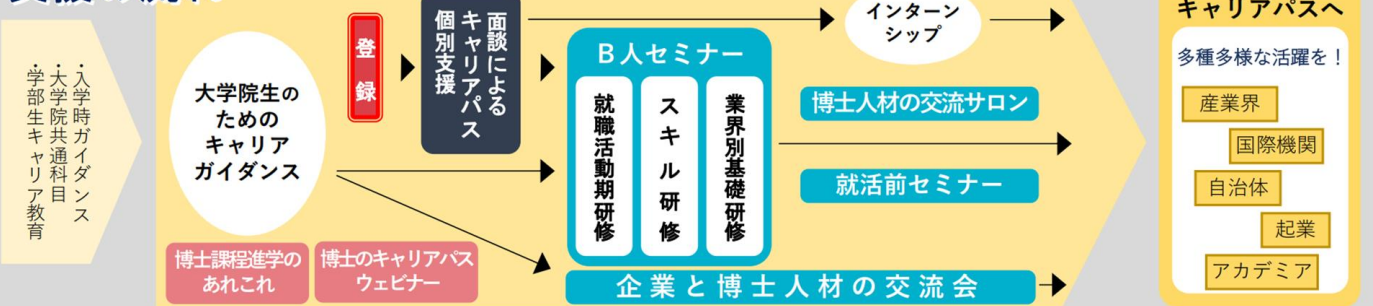 ・入学時ガイダンス
・大学院共通科目
・学部生キャリア教育
大学院生の
ための
キャリア
ガイダンス
博士課程進学の
あれこれ
博士のキャリアパス
ウェビナー
登録
面談による
キャリアパス
個別支援
B人セミナー
就職活動期研修
スキル研修
業界別基礎研修
インターン
シップ
博士人材の交流サロン
就活前セミナー
企業と博士人材の交流会
キャリアパスへ
多種多様な活躍を!
産業界
国際機関
自治体
起業
アカデミア